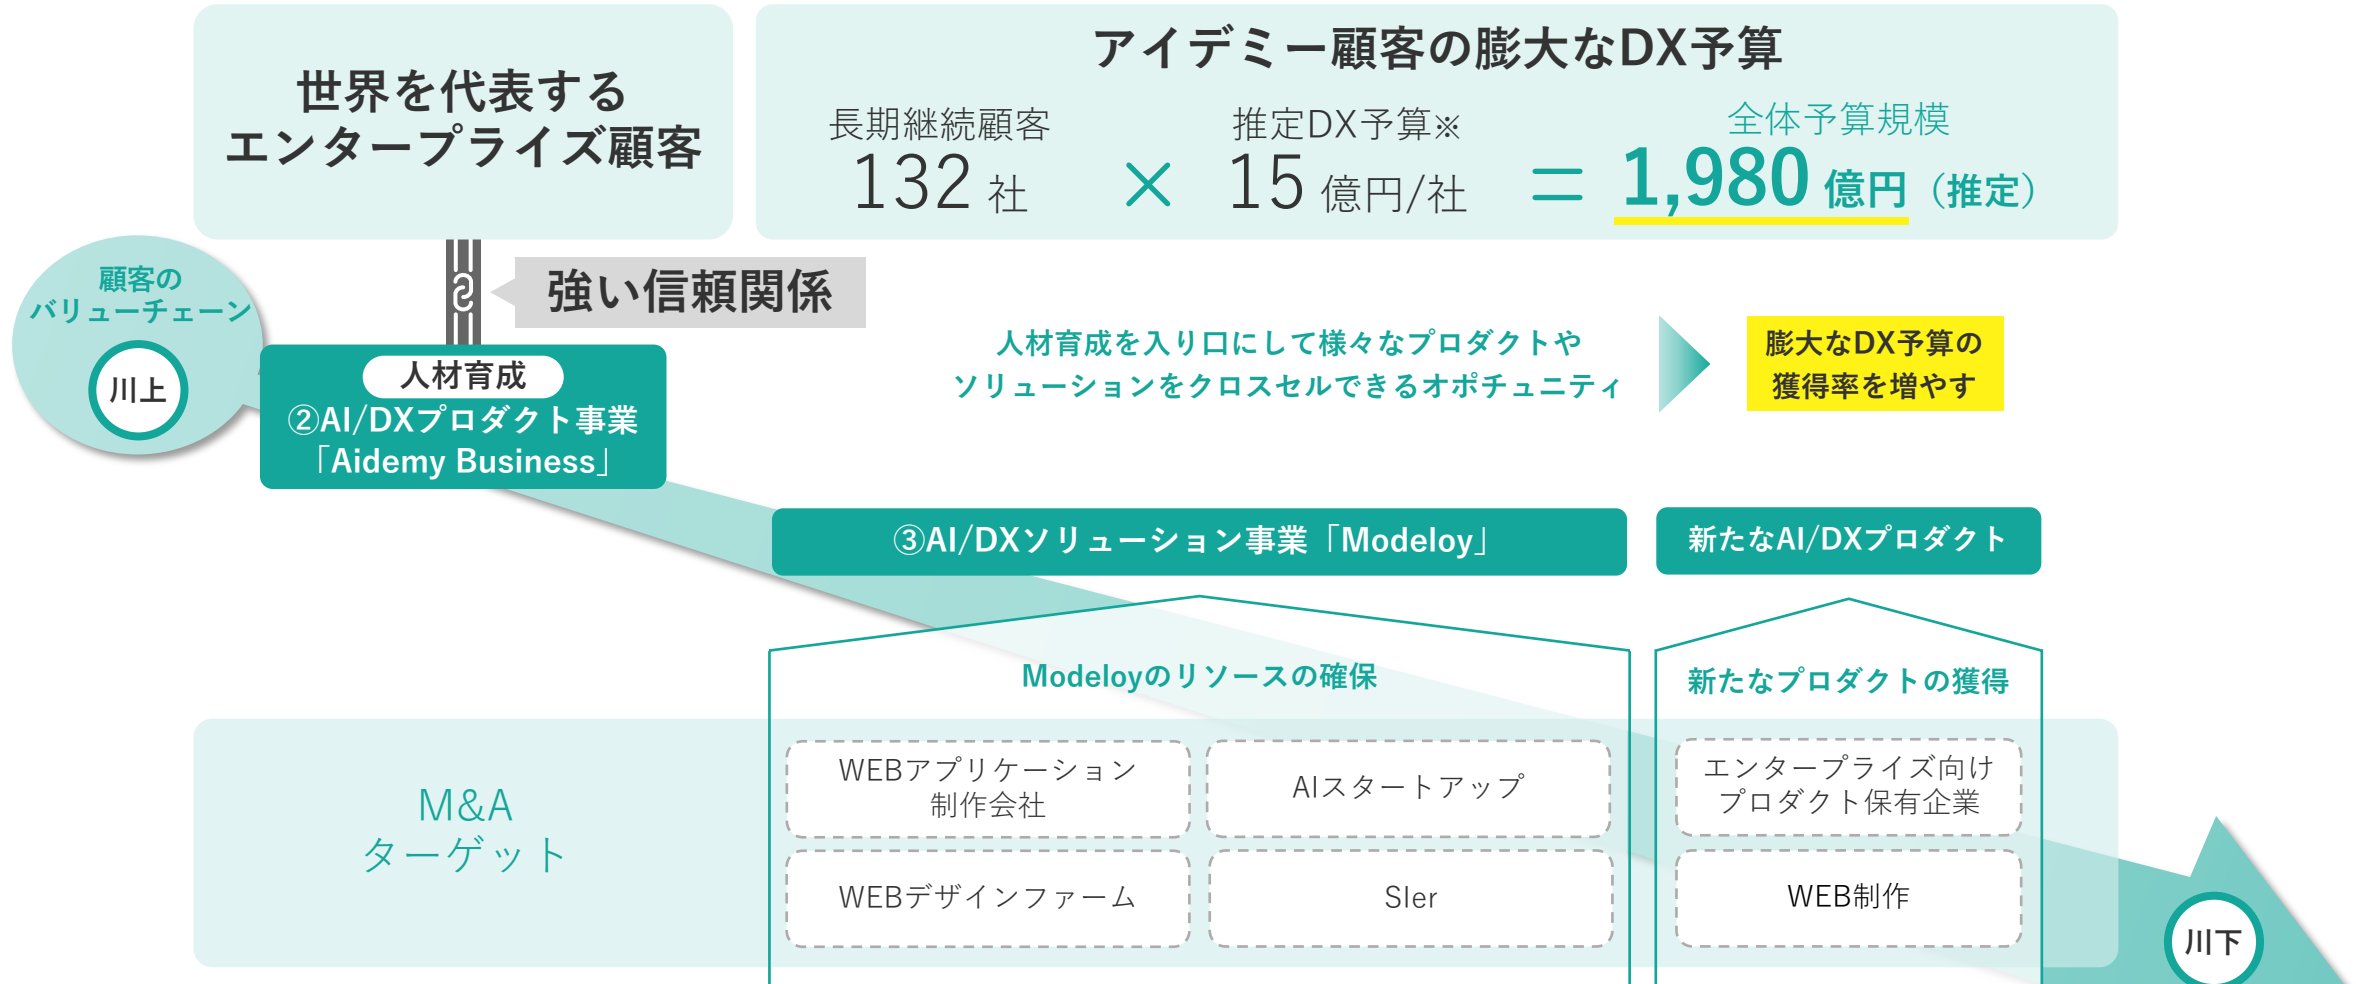 世界を代表する
エンタープライズ顧客
アイデミー顧客の膨大なDX予算
長期継続顧客
132 社
×
推定DX予算※
15 億円/社
＝
全体予算規模
1,980 億円（推定）
強い信頼関係
顧客の
バリューチェーン
川上
人材育成
②AI/DXプロダクト事業
「Aidemy Business」
人材育成を入り口にして様々なプロダクトや
ソリューションをクロスセルできるオポチュニティ
膨大なDX予算の
獲得率を増やす
③AI/DXソリューション事業「Modeloy」
新たなAI/DXプロダクト
Modeloyのリソースの確保
新たなプロダクトの獲得
M&A
ターゲット
WEBアプリケーション
制作会社
AIスタートアップ
エンタープライズ向け
プロダクト保有企業
WEBデザインファーム
SIer
WEB制作
川下